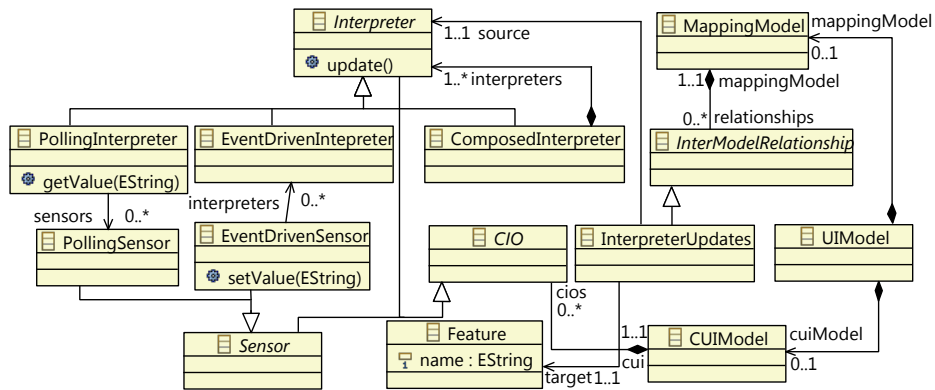 Interpreter
MappingModel
mappingModel
1..1 source
update()
0..1
1..* interpreters
1..1
mappingModel
0..*
relationships
PollingInterpreter
EventDrivenIntepreter
ComposedInterpreter
InterModelRelationship
getValue(EString)
interpreters
0..*
sensors
0..*
PollingSensor
EventDrivenSensor
CIO
InterpreterUpdates
UIModel
setValue(EString)
cios
0..*
Sensor
Feature
1..1
CUIModel
cuiModel
name : EString
cui
0..1
target
1..1